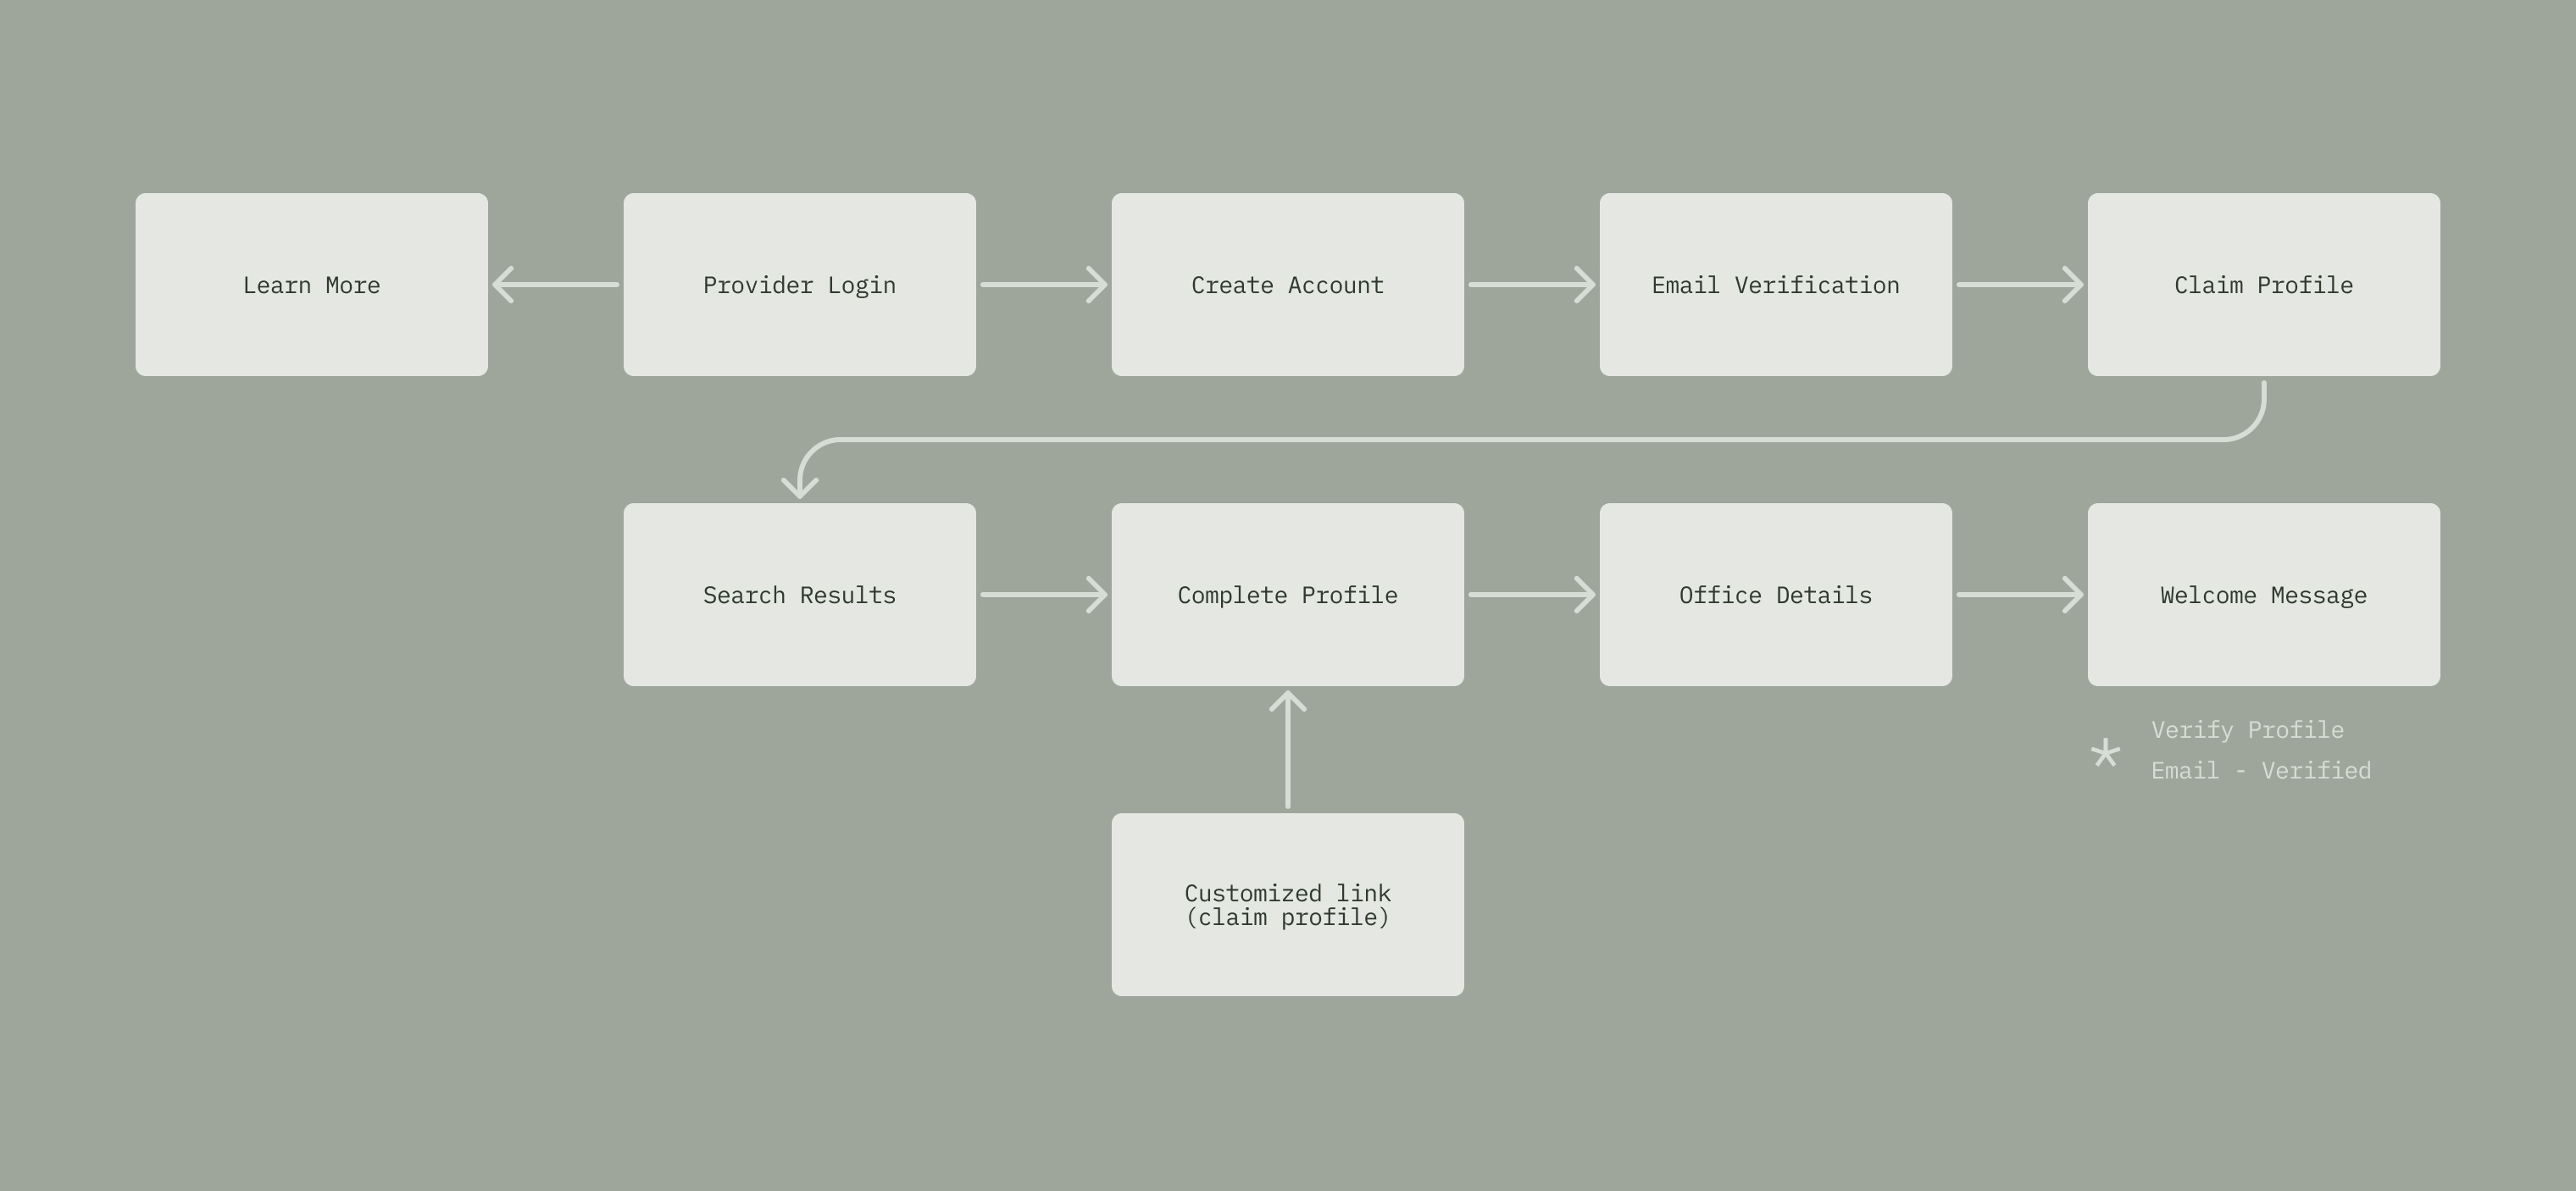 Learn More
Provider Login
Create Account
Email Verification
Claim Profile
Search Results
Complete Profile
Office Details
Welcome Message
* Verify Profile
Email - Verified
Customized link
(claim profile)